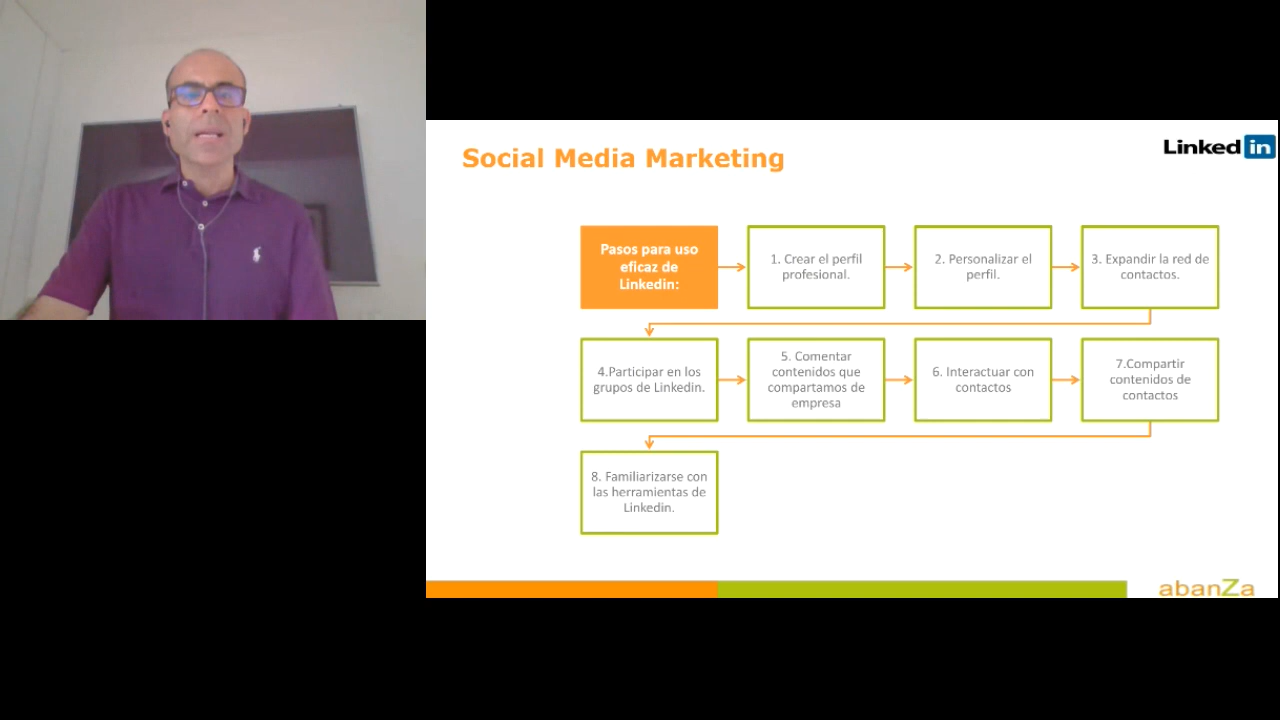 Social Media Marketing
Linked in
Pasos para uso
eficaz de
Linkedin:
1. Crear el perfil
profesional.
2. Personalizar el
perfil.
3. Expandir la red de
contactos.
4.Participar en los
grupos de Linkedin.
5. Comentar
contenidos que
compartamos de
empresa
6. Interactuar con
contactos
7.Compartir
contenidos de
contactos
8. Familiarizarse con
las herramientas de
Linkedin.
abanZa